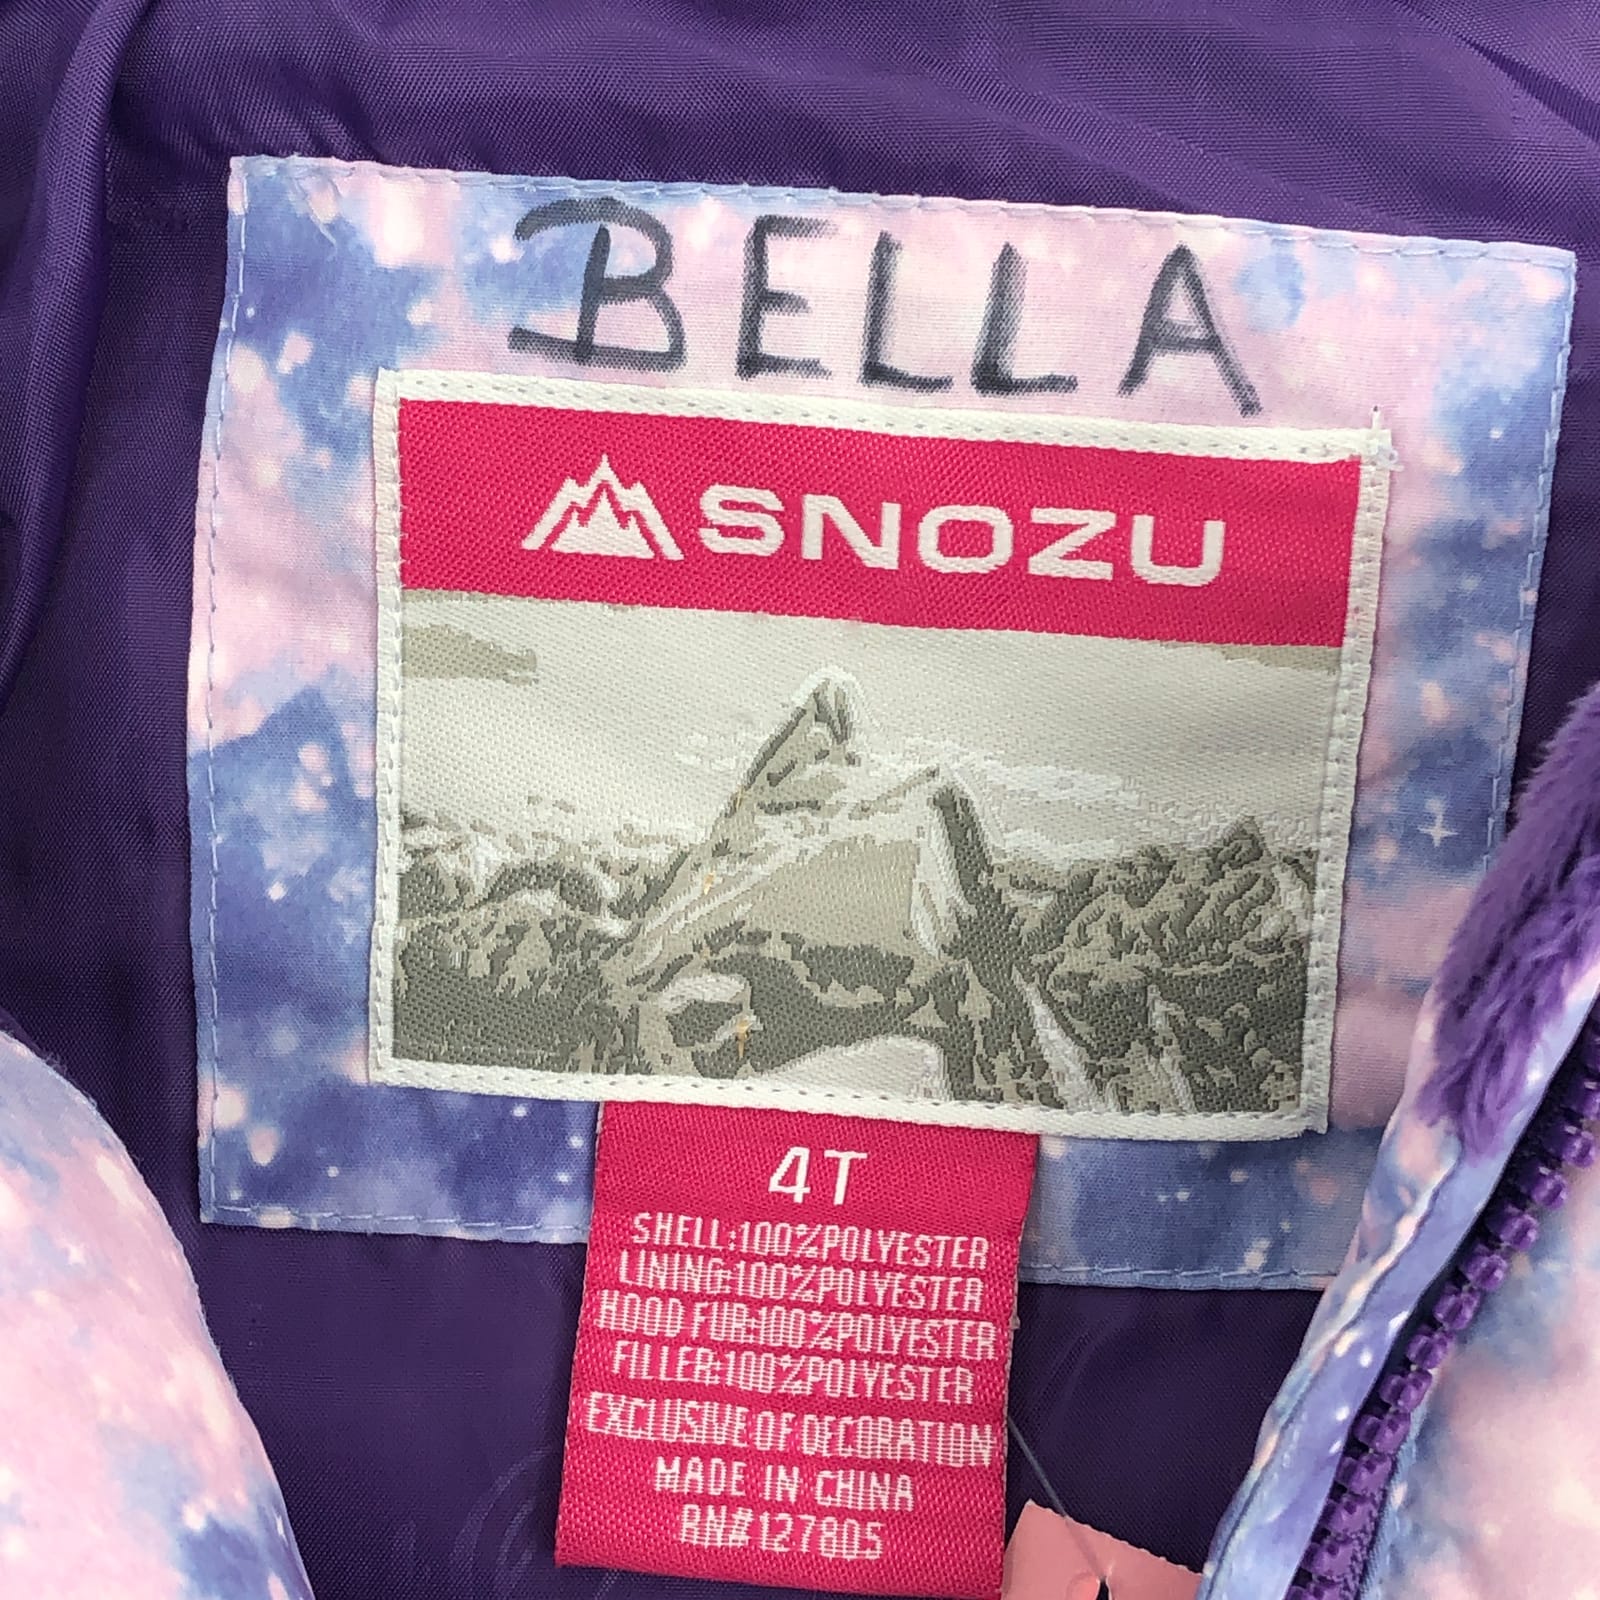 BELLA
SNOZU
4T
SHELL:100%POLYESTER
LINING:100%POLYESTER
HOOD FUR:100%POLYESTER
FILLER:100%POLYESTER
EXCLUSIVE OF DECORATION
MADE IN CHINA
RN#127805